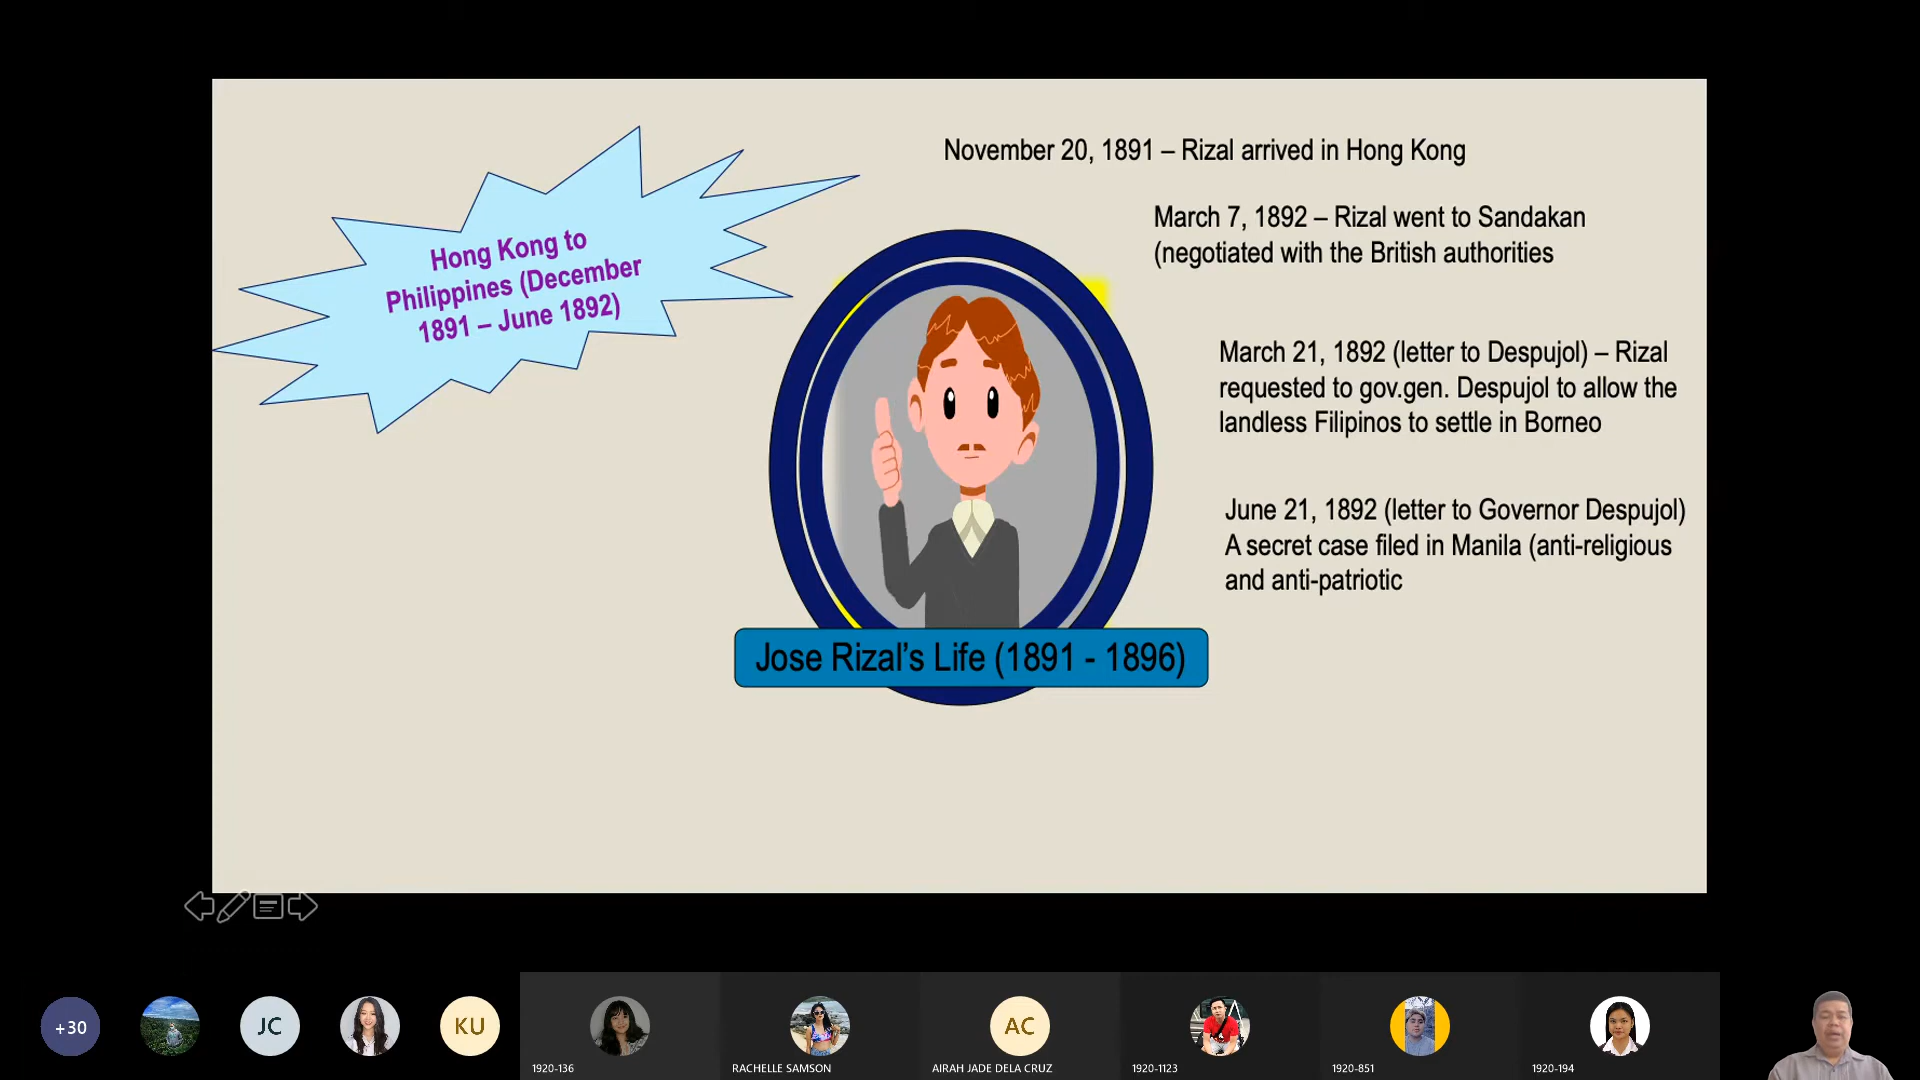 November 20, 1891 – Rizal arrived in Hong Kong
Hong Kong to
Philippines (December
1891 – June 1892)
March 7, 1892 – Rizal went to Sandakan
(negotiated with the British authorities
March 21, 1892 (letter to Despujol) – Rizal
requested to gov.gen. Despujol to allow the
landless Filipinos to settle in Borneo
June 21, 1892 (letter to Governor Despujol)
A secret case filed in Manila (anti-religious
and anti-patriotic
Jose Rizal’s Life (1891 - 1896)
+30
JC
KU
AC
1920-136
RACHELLE SAMSON
AIRAH JADE DELA CRUZ
1920-1123
1920-851
1920-194